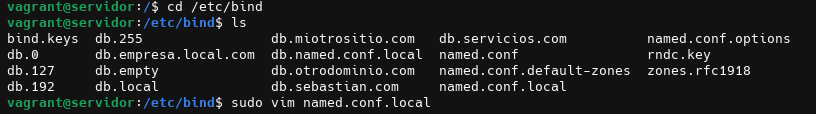 vagrant@servidor:/$ cd /etc/bind
vagrant@servidor:/etc/bind$ ls
bind.keys db.255 db.miotrositio.com db.servicios.com named.conf.options
db.0 db.empresa.local.com db.named.conf.local named.conf rndc.key
db.127 db.empty db.otrodominio.com named.conf.default-zones zones.rfc1918
db.192 db.local db.sebastian.com named.conf.local
vagrant@servidor:/etc/bind$ sudo vim named.conf.local